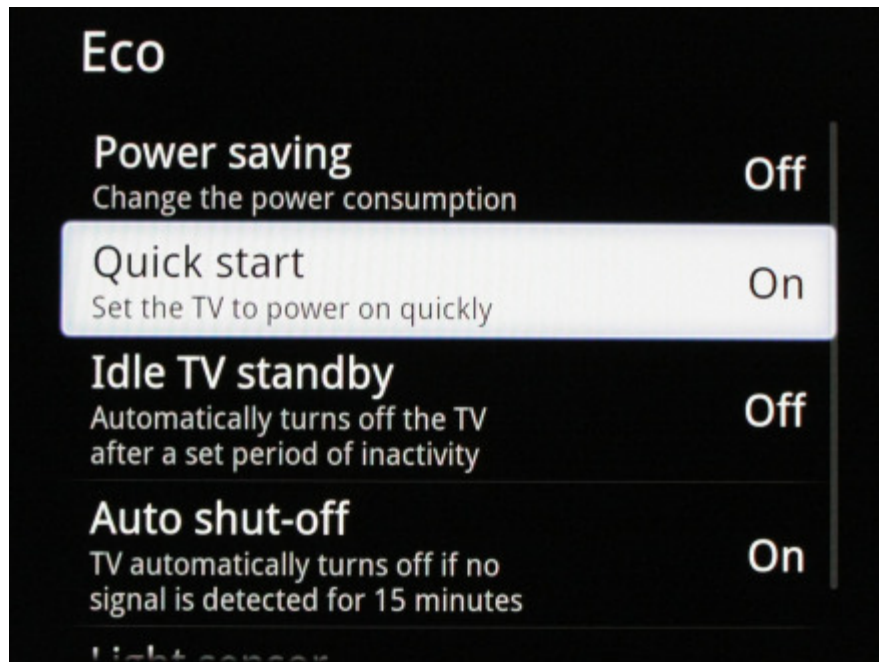 Eco
Power saving
Off
Change the power consumption
Quick start
On
Set the TV to power on quickly
Idle TV standby
Off
Automatically turns off the TV
after a set period of inactivity
Auto shut-off
On
TV automatically turns off if no
signal is detected for 15 minutes
Light sensor